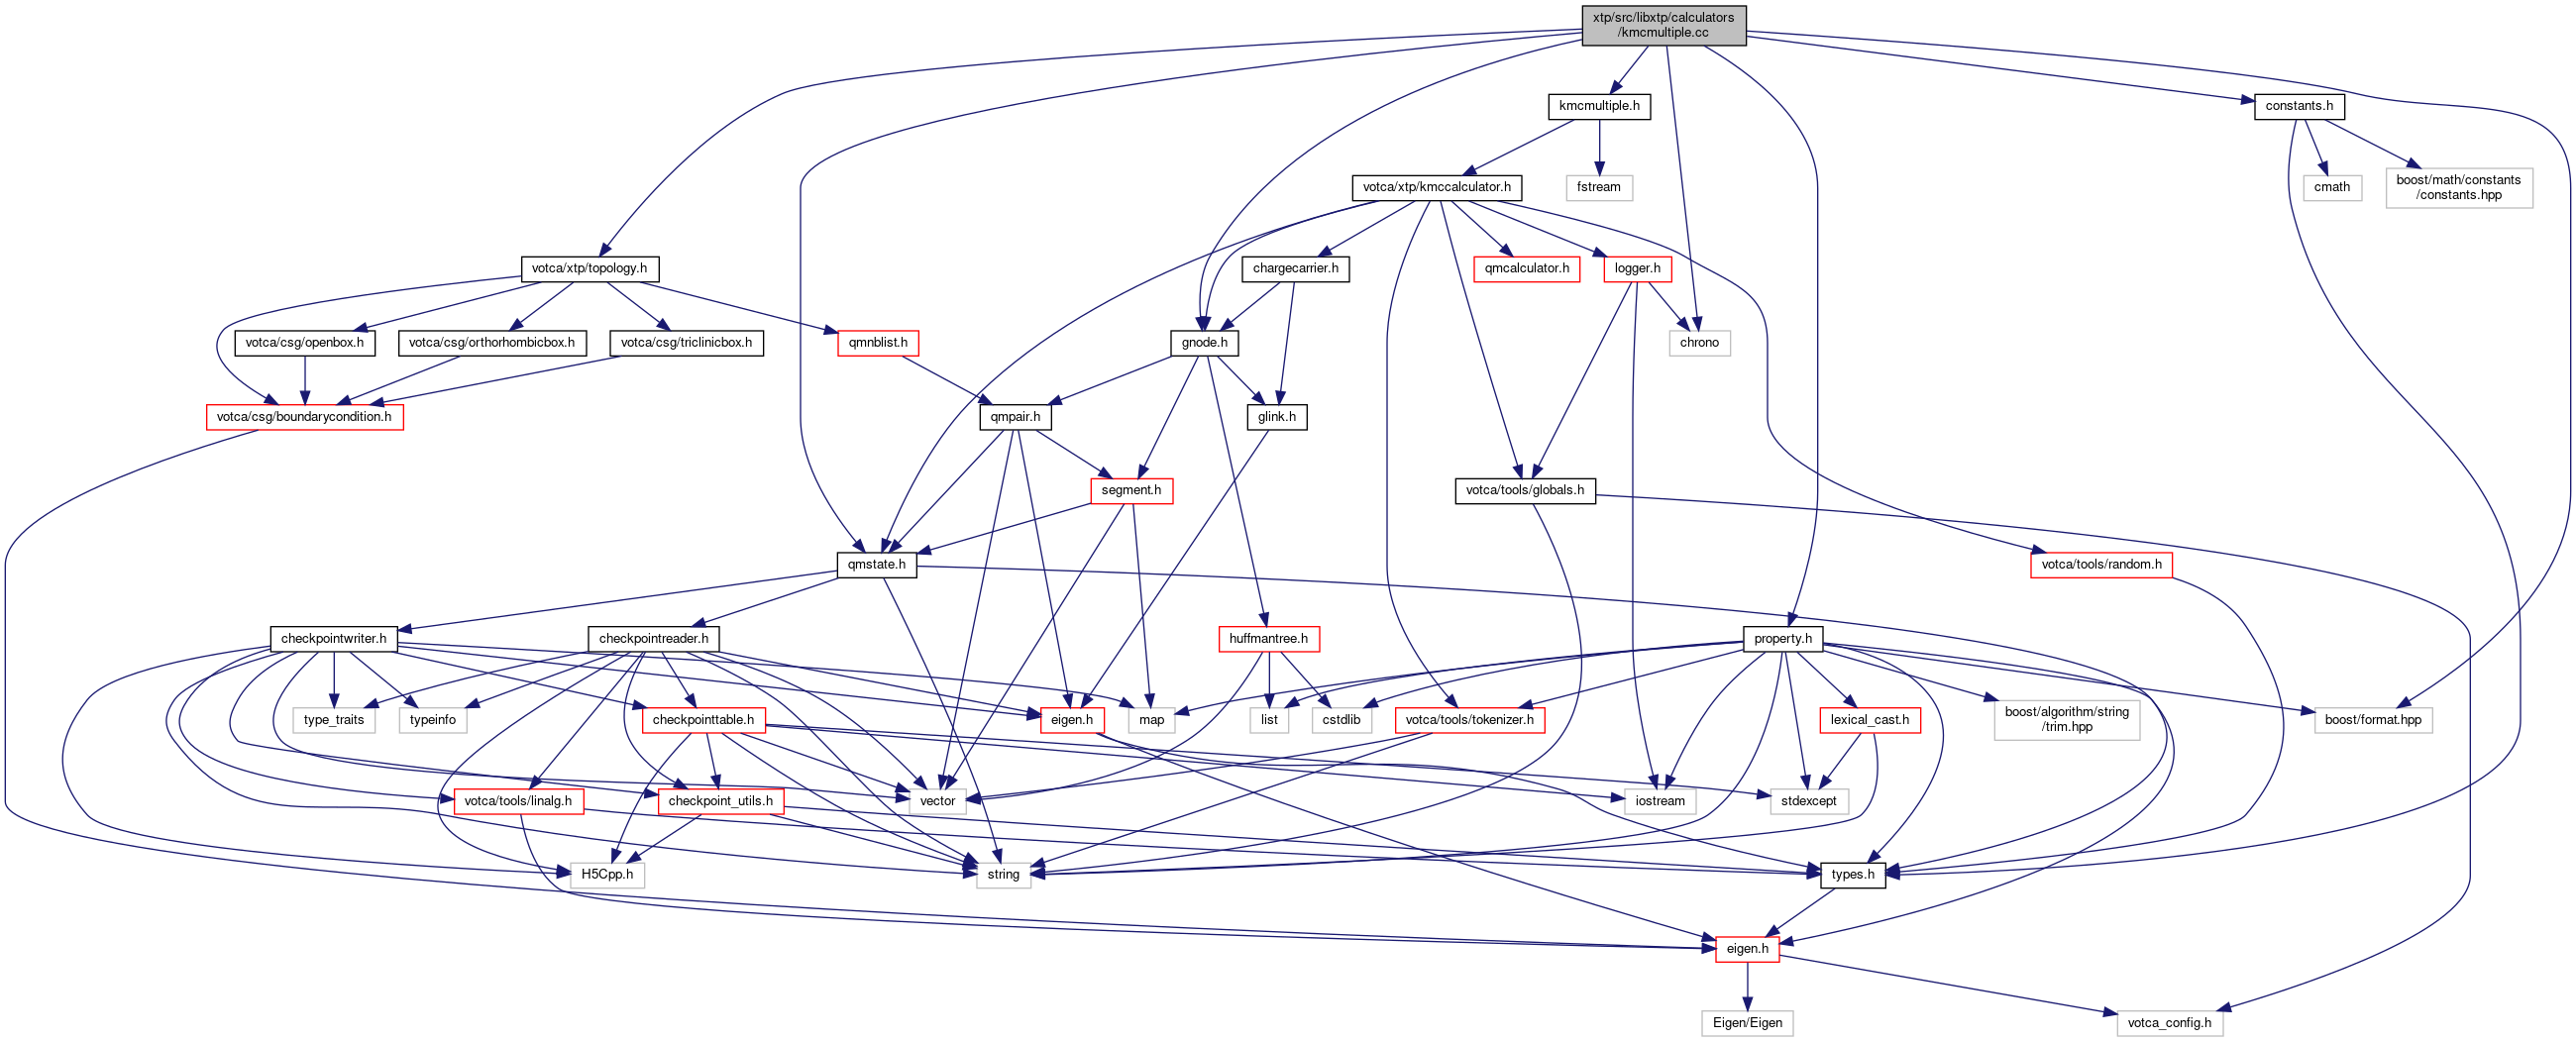 xtp/src/libxtp/calculators
/kmcmultiple.cc
kmcmultiple.h
constants.h
votca/xtp/kmccalculator.h
fstream
cmath
boost/math/constants
/constants.hpp
votca/xtp/topology.h
chargecarrier.h
qmcalculator.h
logger.h
votca/csg/openbox.h
votca/csg/orthorhombicbox.h
votca/csg/triclinicbox.h
qmnblist.h
gnode.h
chrono
votca/csg/boundarycondition.h
qmpair.h
glink.h
segment.h
votca/tools/globals.h
qmstate.h
votca/tools/random.h
checkpointwriter.h
checkpointreader.h
huffmantree.h
property.h
type_traits
typeinfo
checkpointtable.h
eigen.h
map
list
cstdlib
votca/tools/tokenizer.h
lexical_cast.h
boost/algorithm/string
/trim.hpp
boost/format.hpp
votca/tools/linalg.h
checkpoint_utils.h
vector
iostream
stdexcept
H5Cpp.h
string
types.h
eigen.h
Eigen/Eigen
votca_config.h